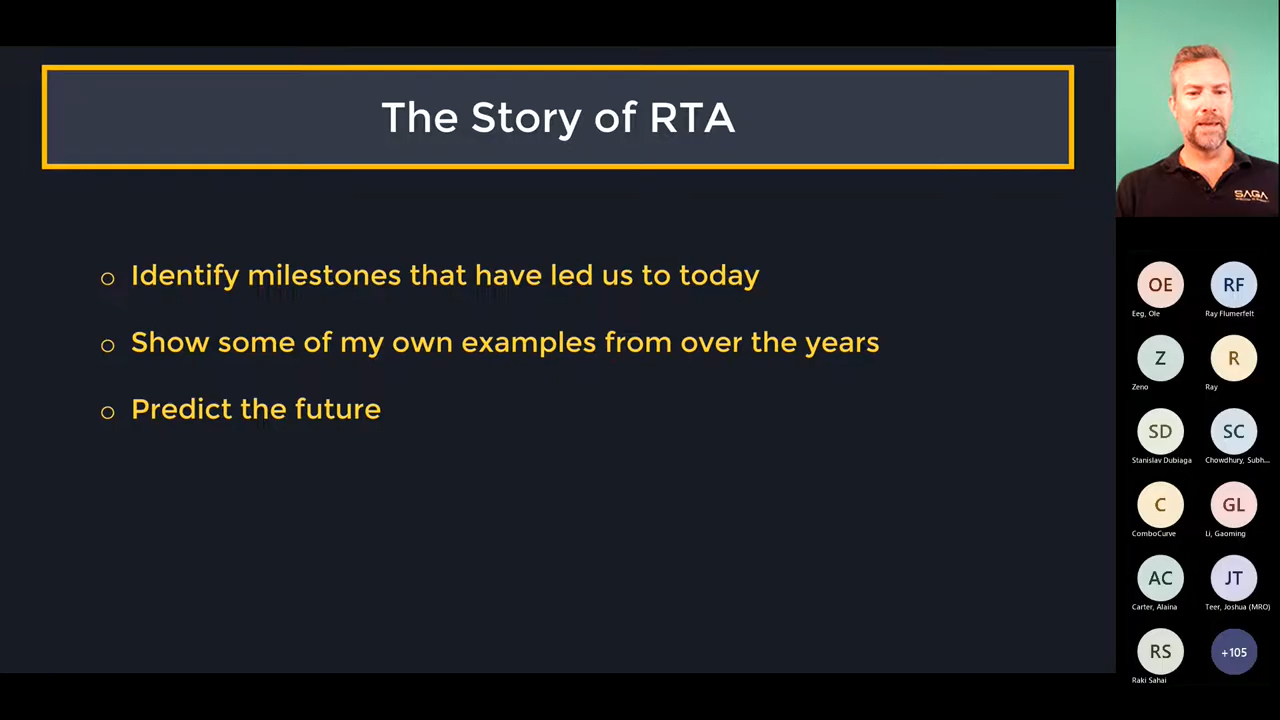 The Story of RTA
Identify milestones that have led us to today
Show some of my own examples from over the years
Predict the future
SAGA
OE
RF
Eeg, Ole
Ray Flumerfelt
Z
R
Zeno
Ray
SD
SC
Stanislav Dubiaga
Chowdhury, Subh...
C
GL
ComboCurve
Li, Gaoming
AC
JT
Carter, Alaina
Teer, Joshua (MRO)
RS
+105
Raki Sahai